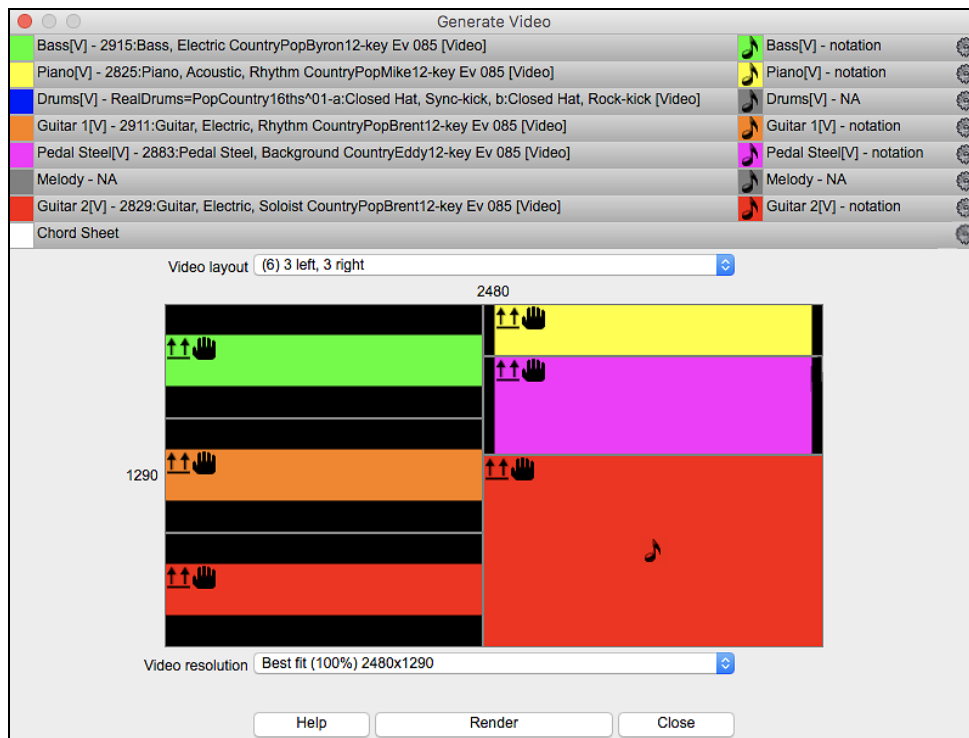 Generate Video
Bass[V] - 2915:Bass, Electric CountryPopByron12-key Ev 085 [Video] Bass[V] - notation
Piano[V] - 2825:Piano, Acoustic, Rhythm CountryPopMike12-key Ev 085 [Video] Piano[V] - notation
Drums[V] - RealDrums=PopCountry16ths^01-a:Closed Hat, Sync-kick, b:Closed Hat, Rock-kick [Video] Drums[V] - NA
Guitar 1[V] - 2911:Guitar, Electric, Rhythm CountryPopBrent12-key Ev 085 [Video] Guitar 1[V] - notation
Pedal Steel[V] - 2883:Pedal Steel, Background CountryEddy12-key Ev 085 [Video] Pedal Steel[V] - notation
Melody - NA Melody - NA
Guitar 2[V] - 2829:Guitar, Electric, Soloist CountryPopBrent12-key Ev 085 [Video] Guitar 2[V] - notation
Chord Sheet
Video layout (6) 3 left, 3 right
2480
1290
Video resolution Best fit (100%) 2480x1290
Help Render Close